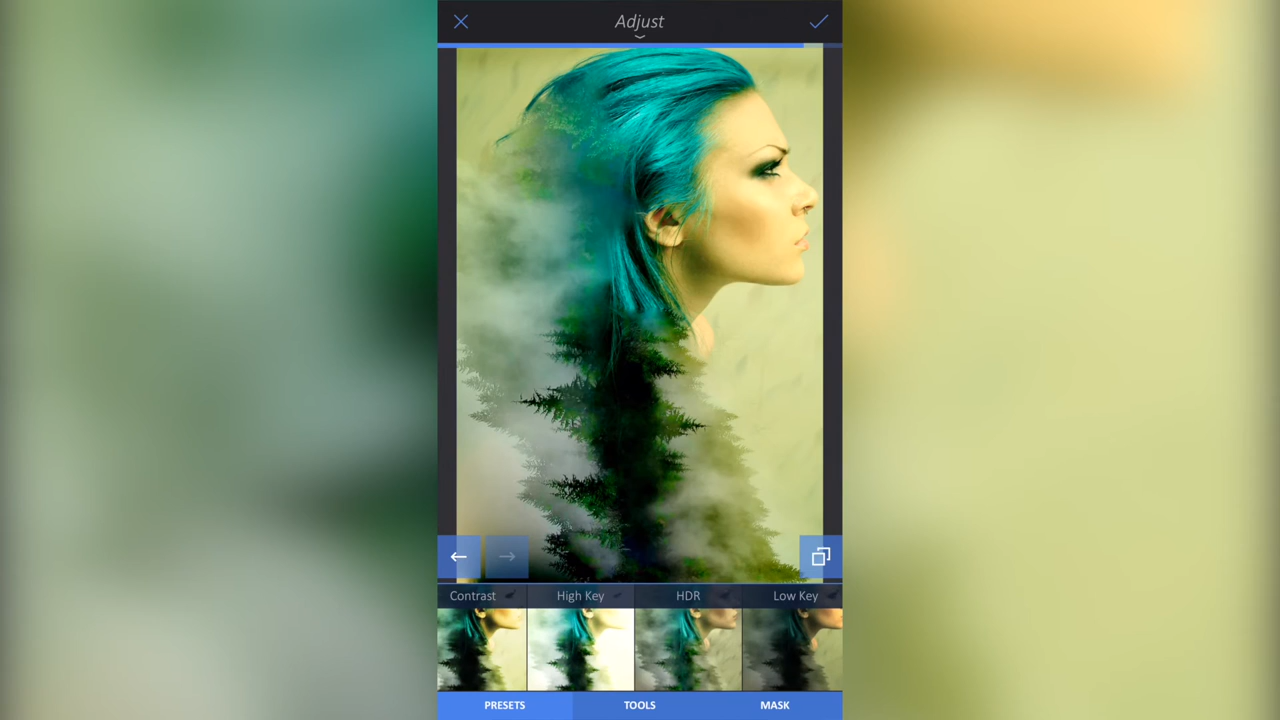 Adjust
Contrast
High Key
HDR
Low Key
PRESETS
TOOLS
MASK